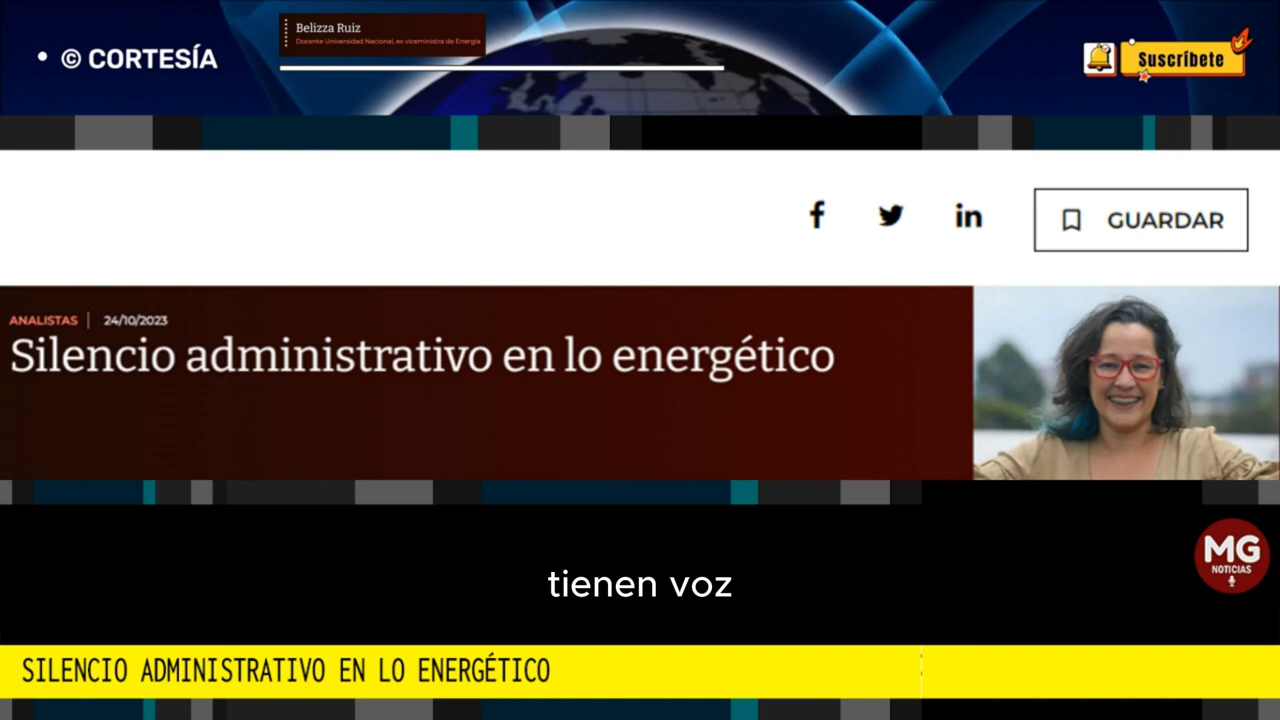 Belizza Ruiz
Docente Universidad Nacional, ex viceministra de Energía
• © CORTESÍA
Suscríbete
GUARDAR
ANALISTAS | 24/10/2023
Silencio administrativo en lo energético
MG
NOTICIAS
tienen voz
SILENCIO ADMINISTRATIVO EN LO ENERGÉTICO